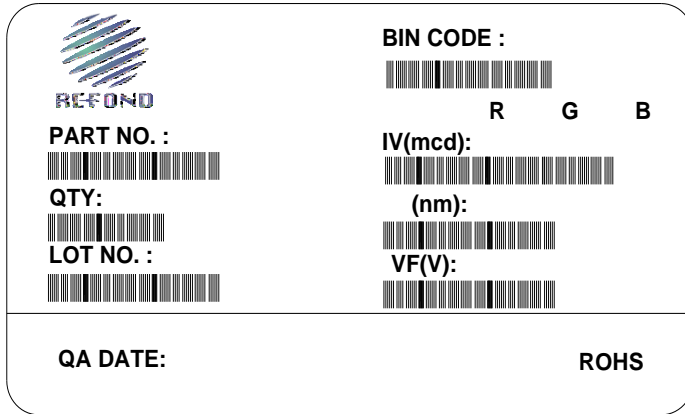 REFOND
BIN CODE :
R G B
PART NO. :
IV(mcd):
QTY:
(nm):
LOT NO. :
VF(V):
QA DATE:
ROHS